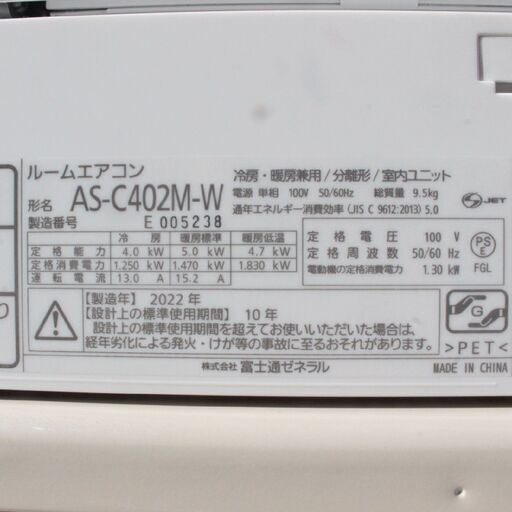 ルームエアコン
形名 AS-C402M-W
製造番号 E 005238
冷房・暖房兼用/分離形/室内ユニット
電源 単相 100V 50/60Hz 総質量 9.5kg
通年エネルギー消費効率(JIS C 9612:2013) 5.0
S JET
冷 房 暖房標準 暖房低温
定 格 能 力 4.0 kW 5.0 kW 4.7 kW
定格消費電力 1.250 kW 1.470 kW 1.830 kW
運 転 電 流 13.0 A 15.2 A
定 格 電 圧 100 V
定 格 周 波 数 50/60 Hz
電動機の定格消費電力 1.30 kW
PS
E
FGL
【製造年】2022 年
【設計上の標準使用期間】10 年
設計上の標準使用期間を超えてお使いいただいた場合は、
経年劣化による発火・けが等の事故に至るおそれがあります。
G
>PET<
株式会社 富士通ゼネラル
MADE IN CHINA